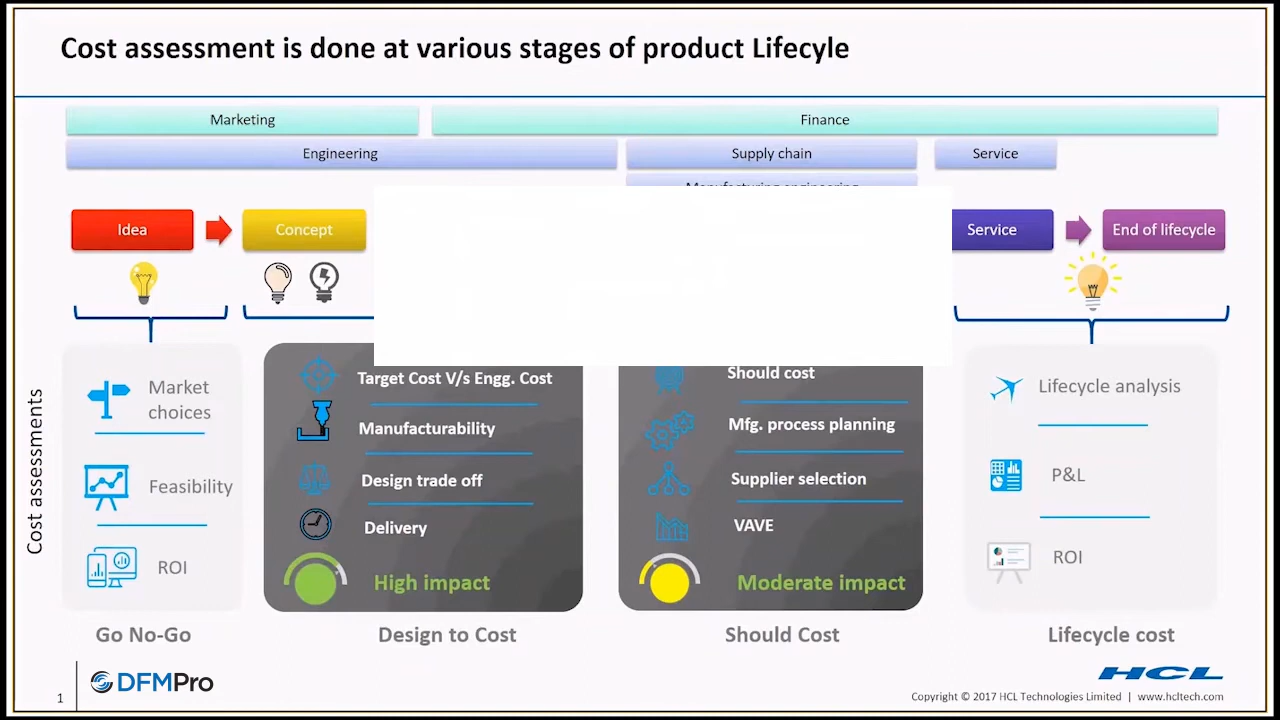 Cost assessment is done at various stages of product Lifecyle
Marketing
Finance
Engineering
Supply chain
Service
Idea
Concept
Service
End of lifecycle
Cost assessments
Market
choices
Feasibility
ROI
Go No-Go
Target Cost V/s Engg. Cost
Manufacturability
Design trade off
Delivery
High impact
Design to Cost
Should cost
Mfg. process planning
Supplier selection
VAVE
Moderate impact
Should Cost
Lifecycle analysis
P&L
ROI
Lifecycle cost
1
DFMPro
HCL
Copyright © 2017 HCL Technologies Limited | www.hcltech.com